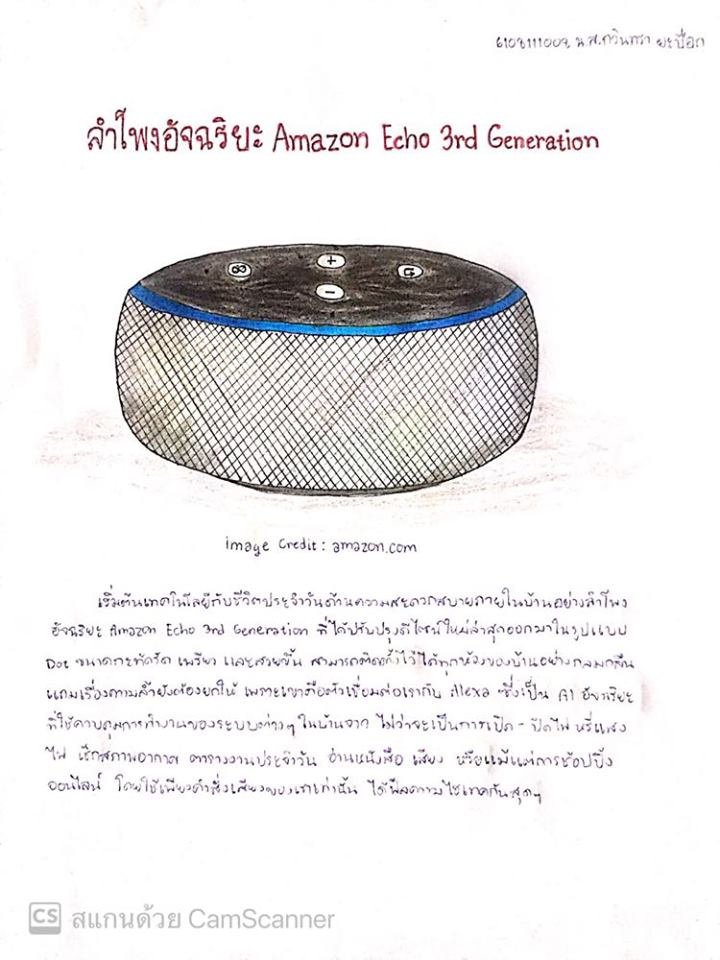 6108111009 น.ส.ภวินทรา ยะปือก
ลำโพงอัจฉริยะ Amazon Echo 3rd Generation
+
-
image Credit : amazon.com
เริ่มต้นเทคโนโลยีกับชีวิตประจำวันด้านความสะดวกสบายภายในบ้านอย่างลำโพง
อัจฉริยะ Amazon Echo 3rd Generation ที่ได้ปรับปรุงดีไซน์ใหม่ล่าสุดออกมาในรูปแบบ
Dot ขนาดกะทัดรัด เพรียว และสวยขึ้น สามารถติดตั้งไว้ได้ทุกห้องของบ้านอย่างกลมกลืน
แถมเรื่องความล้ำยังต้องยกให้ เพราะเขาคือตัวเชื่อมต่อเรากับ Alexa ซึ่งเป็น AI อัจฉริยะ
ที่ใช้ควบคุมการทำงานของระบบต่างๆ ในบ้าน ไม่ว่าจะเป็นการเปิด - ปิดไฟ หรี่แสง
ไฟ เช็กสภาพอากาศ ตารางงานประจำวัน อ่านหนังสือ เสียง หรือแม้แต่การช้อปปิ้ง
ออนไลน์ โดยใช้เพียงคำสั่งเสียงของเราเท่านั้น ได้ฟีลความไฮเทคกันสุดๆ
CS สแกนด้วย CamScanner